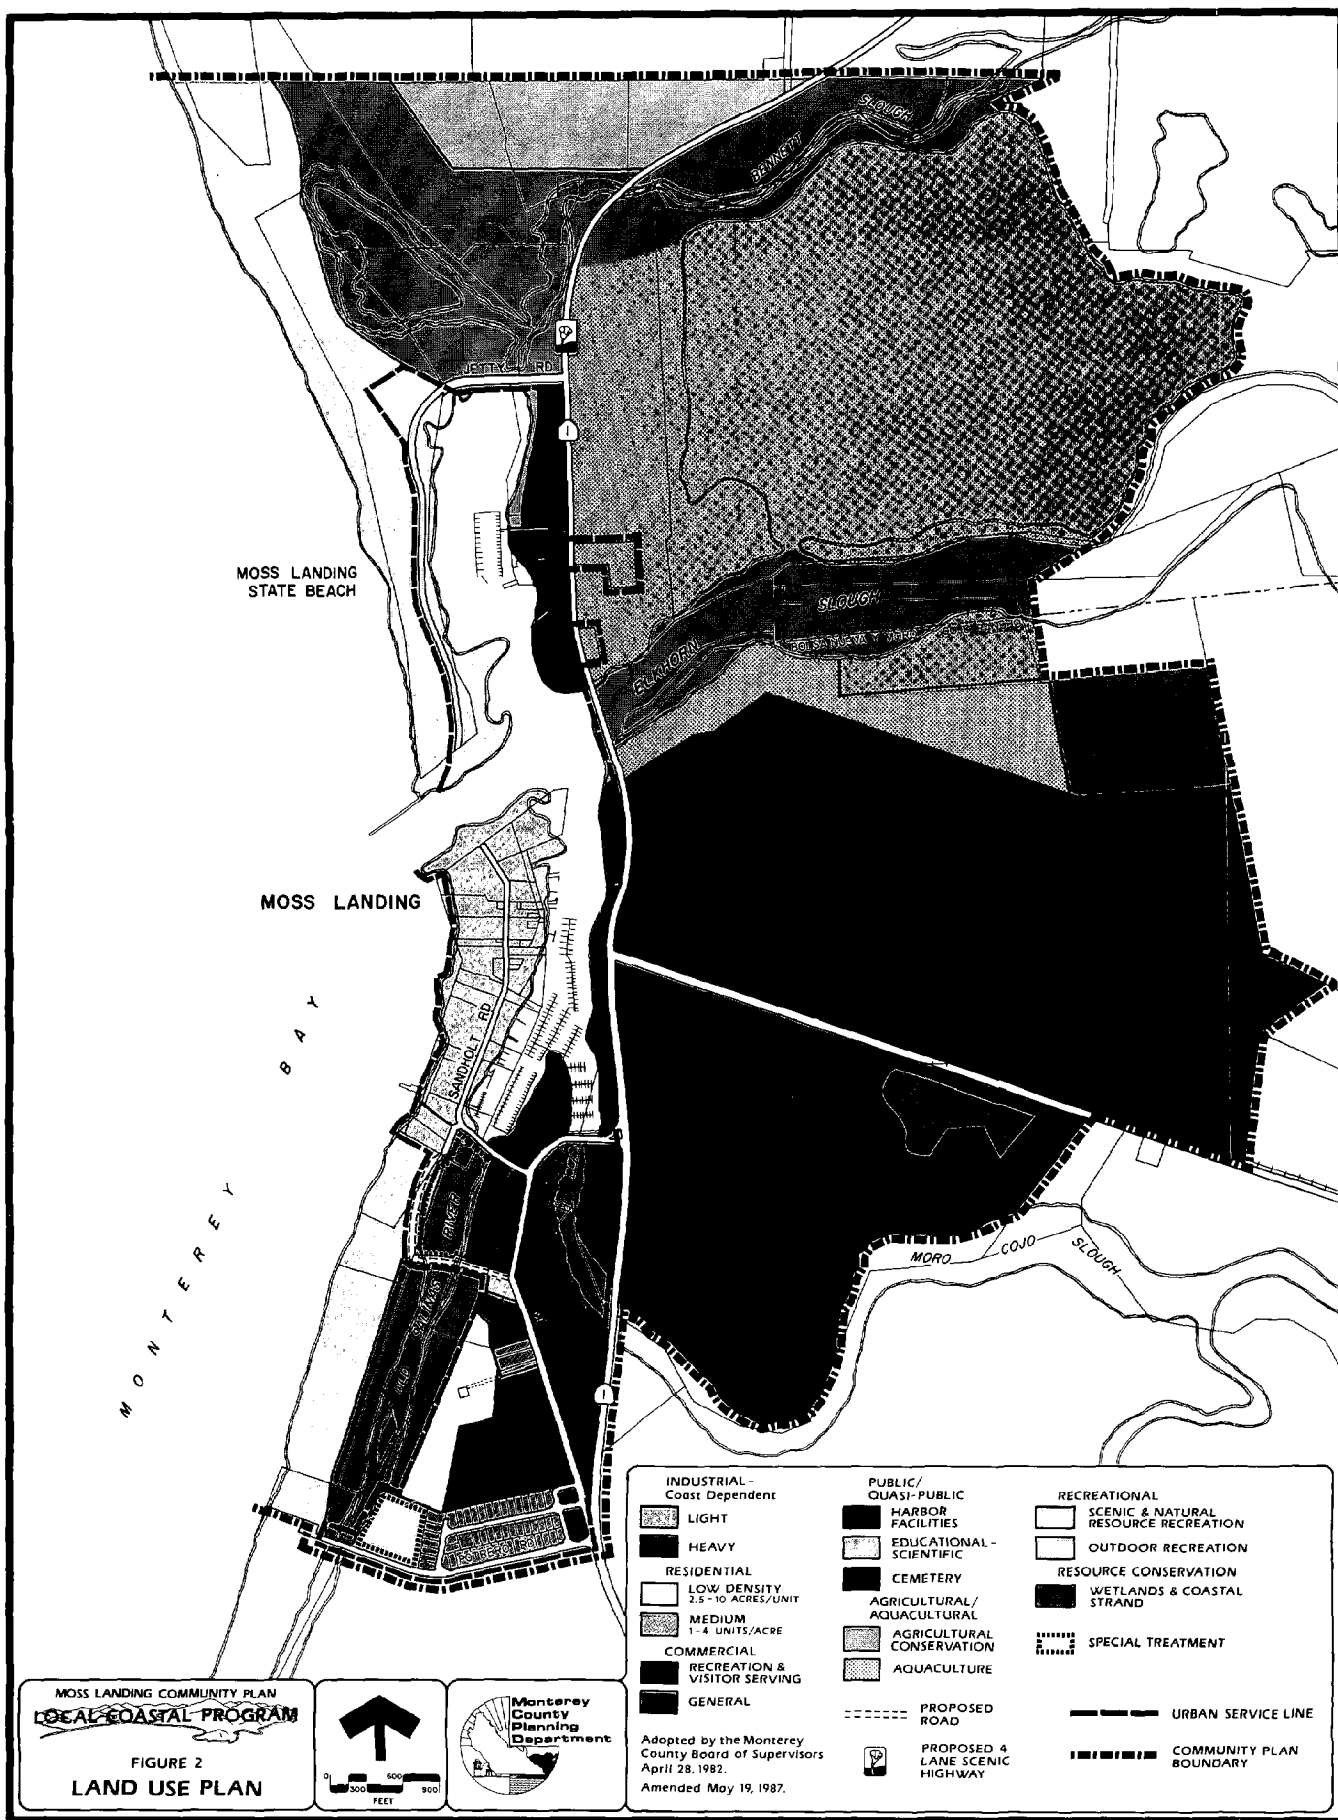 SLOUGH
BENNETT
JETTY RD
1
MOSS LANDING
STATE BEACH
SLOUGH
ELKHORN
MOSS LANDING
SANDHOLT RD
MONTEREY BAY
RIVER
SALINAS
OLD
MORO COJO SLOUGH
1
POTRERO RD
INDUSTRIAL-
Coast Dependent
LIGHT
HEAVY
RESIDENTIAL
LOW DENSITY
2.5-10 ACRES/UNIT
MEDIUM
1-4 UNITS/ACRE
COMMERCIAL
RECREATION &
VISITOR SERVING
GENERAL
Adopted by the Monterey
County Board of Supervisors
April 28, 1982.
Amended May 19, 1987.
PUBLIC/
QUASI-PUBLIC
HARBOR
FACILITIES
EDUCATIONAL-
SCIENTIFIC
CEMETERY
AGRICULTURAL/
AQUACULTURAL
AGRICULTURAL
CONSERVATION
AQUACULTURE
PROPOSED
ROAD
PROPOSED 4
LANE SCENIC
HIGHWAY
RECREATIONAL
SCENIC & NATURAL
RESOURCE RECREATION
OUTDOOR RECREATION
RESOURCE CONSERVATION
WETLANDS & COASTAL
STRAND
SPECIAL TREATMENT
URBAN SERVICE LINE
COMMUNITY PLAN
BOUNDARY
MOSS LANDING COMMUNITY PLAN
LOCAL COASTAL PROGRAM
FIGURE 2
LAND USE PLAN
0 300 600 900
FEET
Monterey
County
Planning
Department